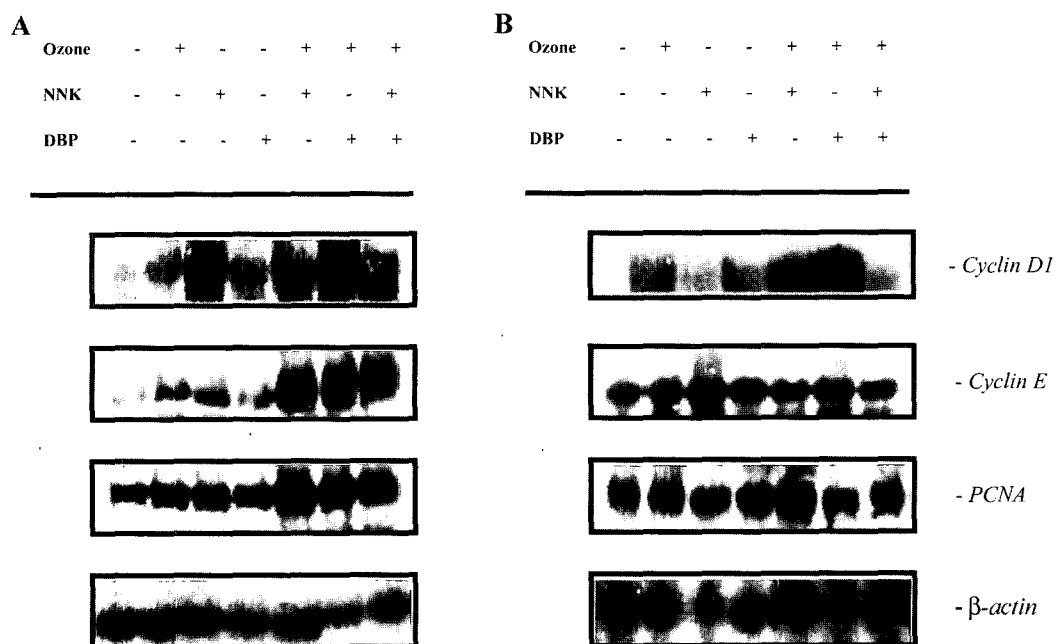 A
Ozone - + - - + + +
NNK - - + - + - +
DBP - - - + - + +
B
Ozone - + - - + + +
NNK - - + - + - +
DBP - - - + - + +
- Cyclin D1
- Cyclin E
- PCNA
- β-actin